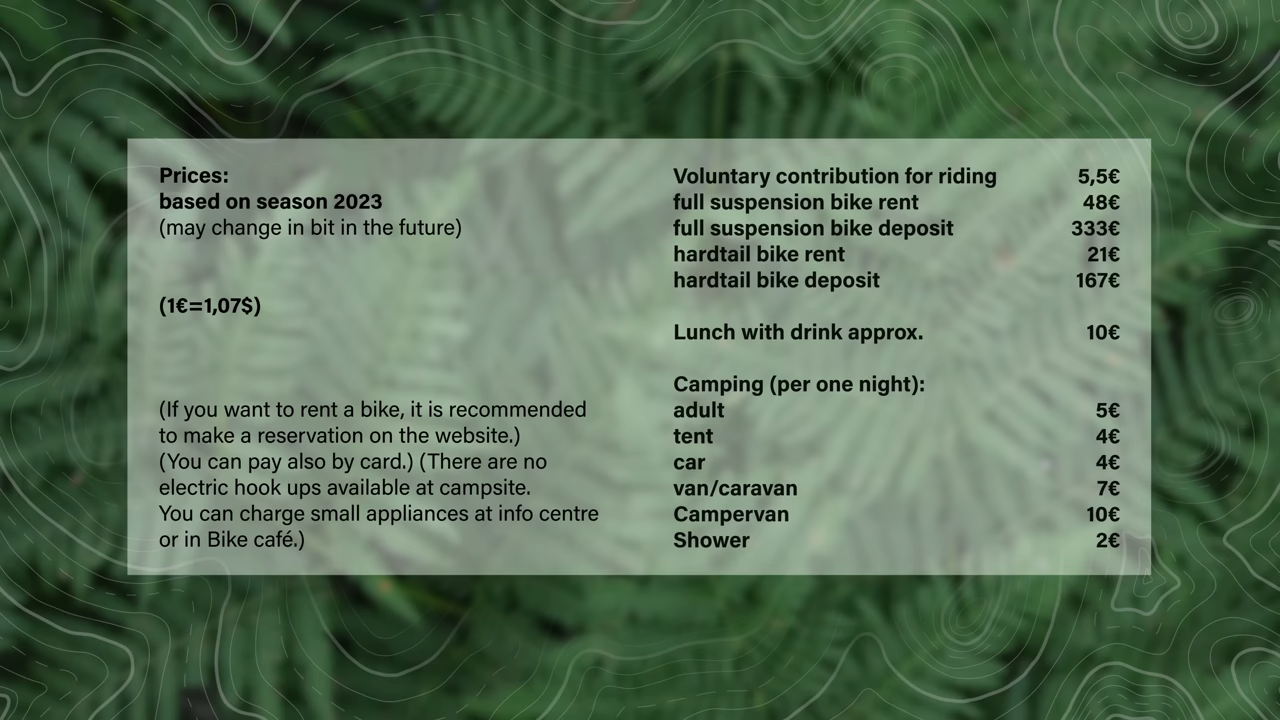 Prices:
based on season 2023
(may change in bit in the future)
(1€=1,07$)
(If you want to rent a bike, it is recommended
to make a reservation on the website.)
(You can pay also by card.) (There are no
electric hook ups available at campsite.
You can charge small appliances at info centre
or in Bike café.)
Voluntary contribution for riding 5,5€
full suspension bike rent 48€
full suspension bike deposit 333€
hardtail bike rent 21€
hardtail bike deposit 167€
Lunch with drink approx. 10€
Camping (per one night):
adult 5€
tent 4€
car 4€
van/caravan 7€
Campervan 10€
Shower 2€